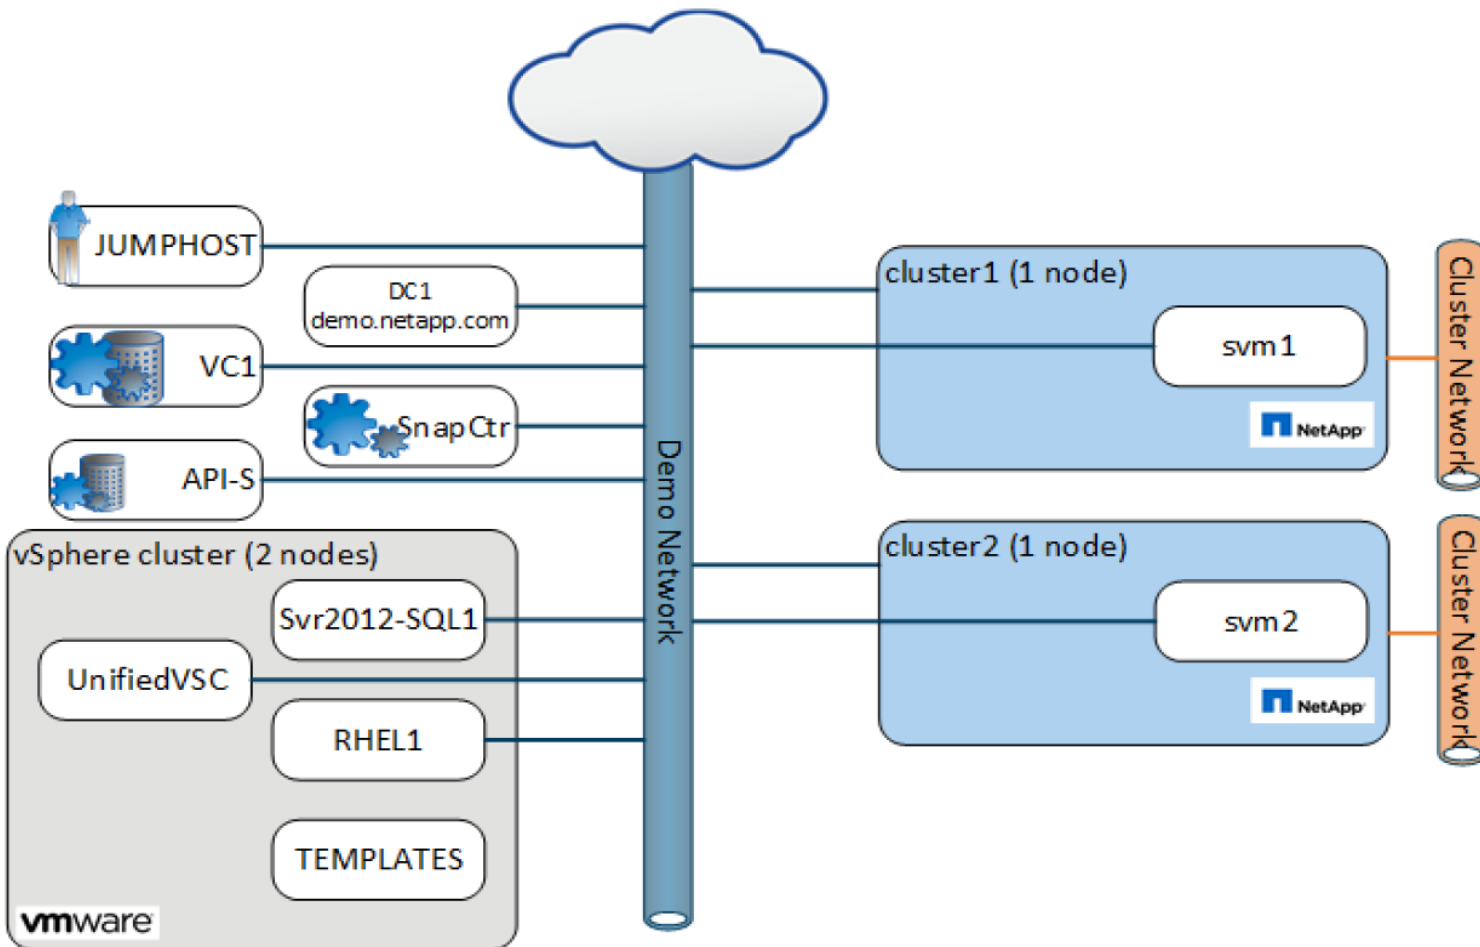 JUMPHOST
DC1
demo.netapp.com
VC1
SnapCtr
API-S
vSphere cluster (2 nodes)
Svr2012-SQL1
UnifiedVSC
RHEL1
TEMPLATES
vmware
Demo Network
cluster1 (1 node)
svm1
NetApp
Cluster Network
cluster2 (1 node)
svm2
NetApp
Cluster Network